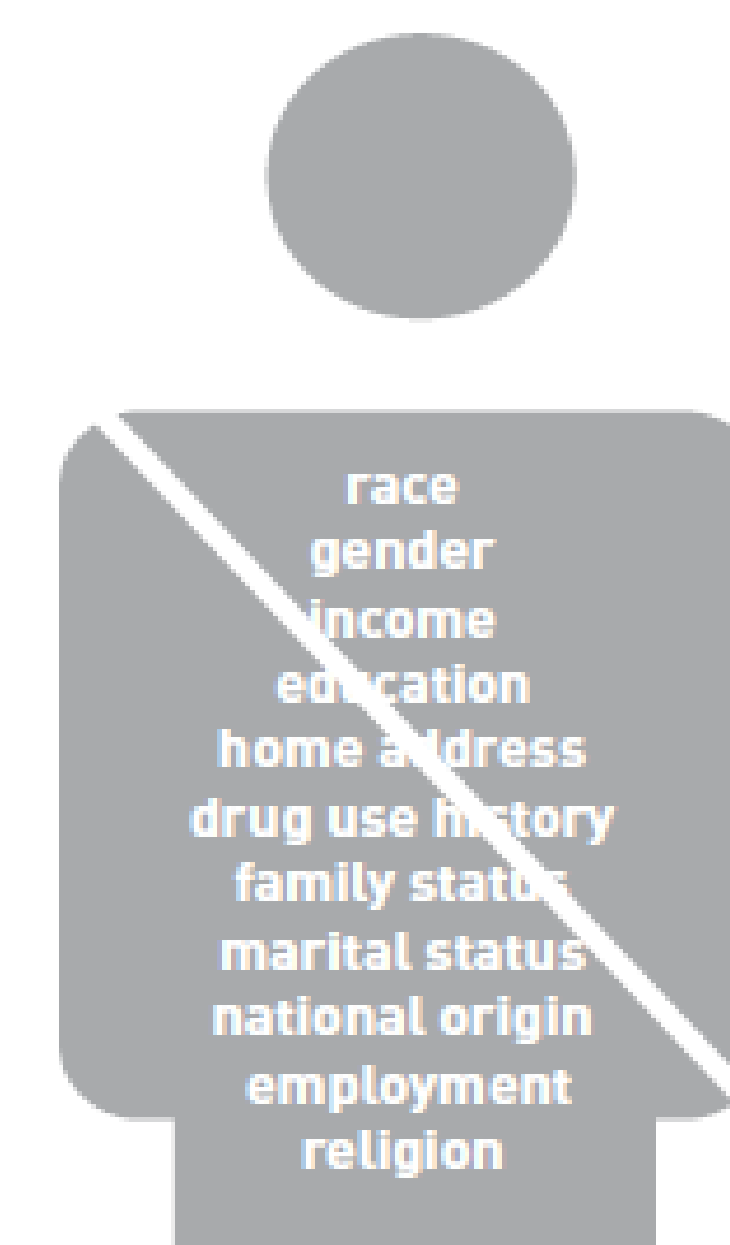 race
gender
income
education
home address
drug use history
family status
marital status
national origin
employment
religion